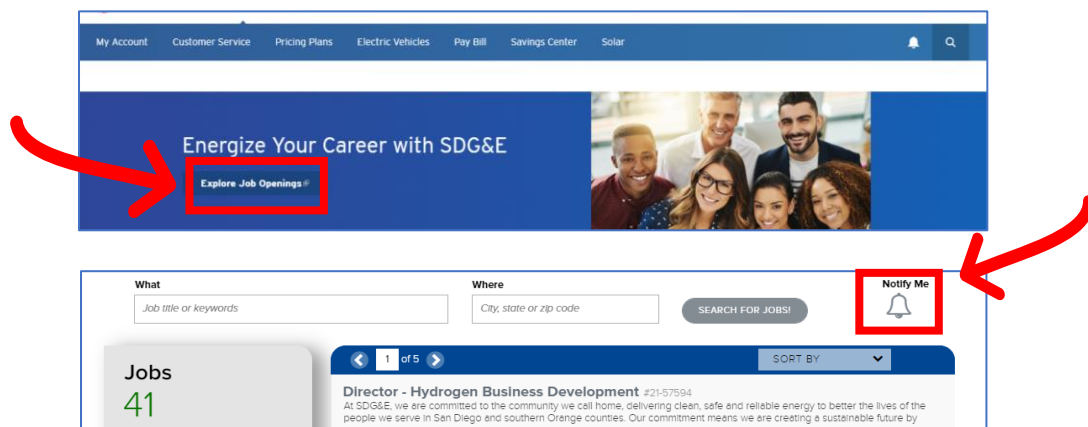 My Account Customer Service Pricing Plans Electric Vehicles Pay Bill Savings Center Solar
Energize Your Career with SDG&E
Explore Job Openings
What Where Notify Me
Job title or keywords City, state or zip code SEARCH FOR JOBS!
1 of 5 SORT BY
Jobs
41
Director - Hydrogen Business Development #21-57594
At SDG&E, we are committed to the community we call home, delivering clean, safe and reliable energy to better the lives of the
people we serve in San Diego and southern Orange counties. Our commitment means we are creating a sustainable future by